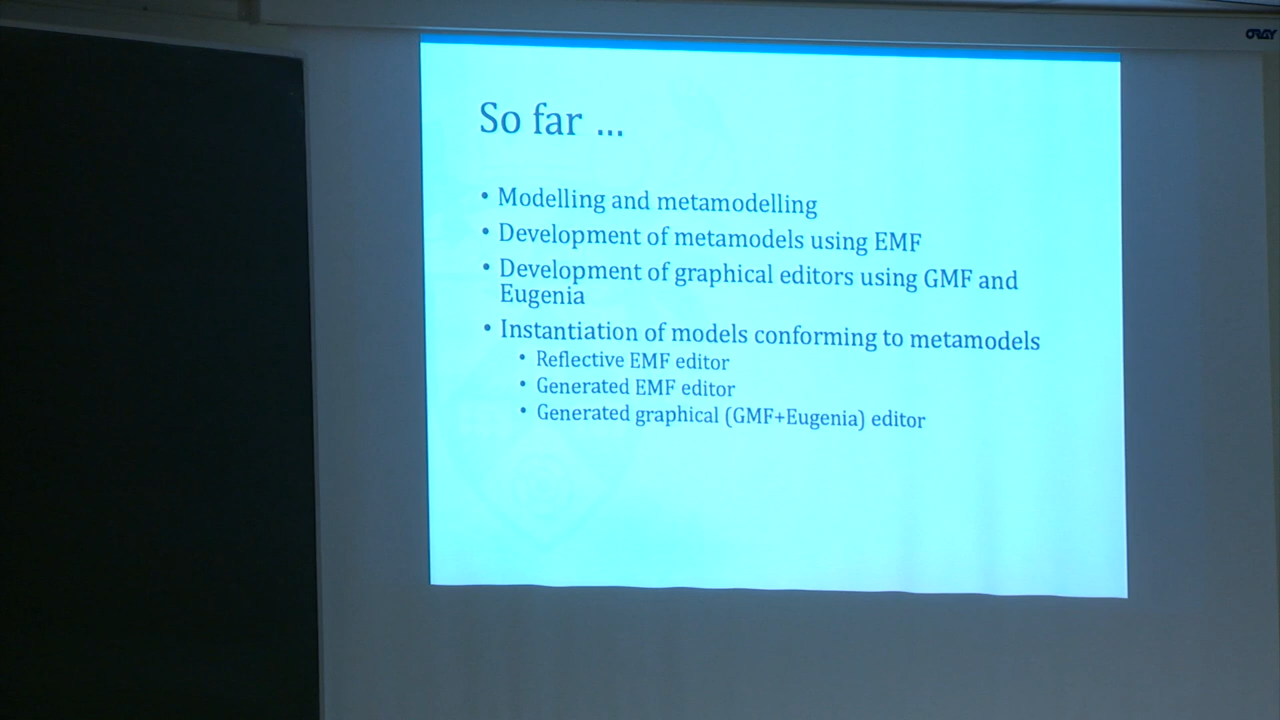 ORAY
So far ...
• Modelling and metamodelling
• Development of metamodels using EMF
• Development of graphical editors using GMF and
Eugenia
• Instantiation of models conforming to metamodels
• Reflective EMF editor
• Generated EMF editor
• Generated graphical (GMF+Eugenia) editor